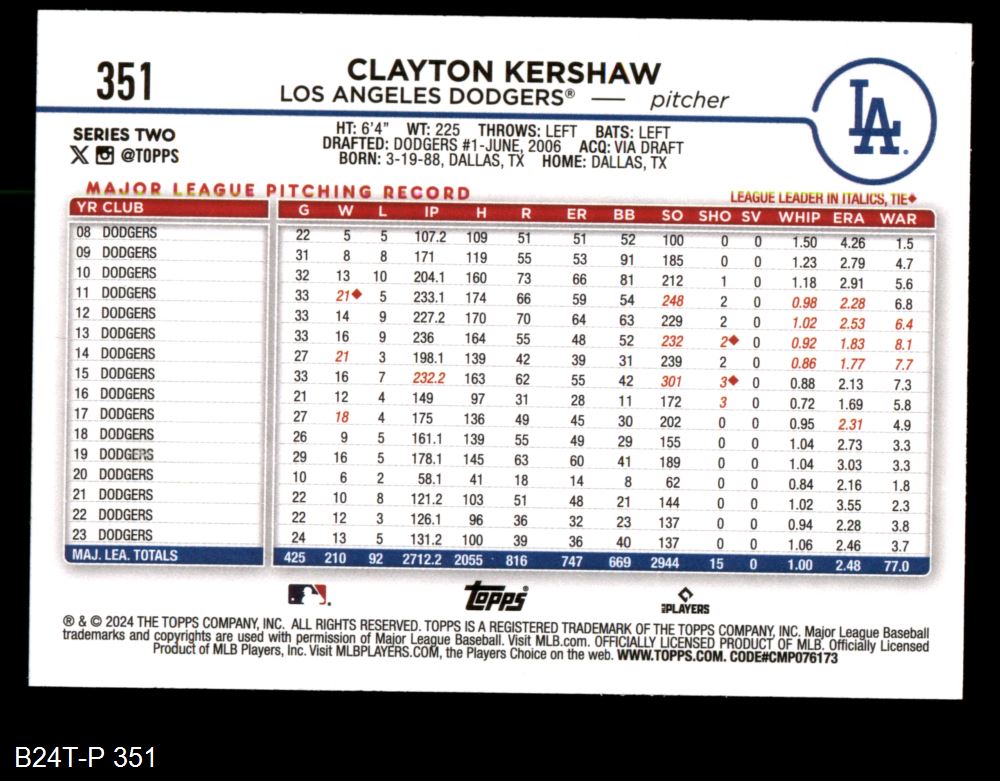 351
CLAYTON KERSHAW
LOS ANGELES DODGERS® — pitcher
LA
SERIES TWO
@TOPPS
HT: 6'4" WT: 225 THROWS: LEFT BATS: LEFT
DRAFTED: DODGERS #1-JUNE, 2006 ACQ: VIA DRAFT
BORN: 3-19-88, DALLAS, TX HOME: DALLAS, TX
MAJOR LEAGUE PITCHING RECORD
LEAGUE LEADER IN ITALICS, TIE◆
YR CLUB G W L IP H R ER BB SO SHO SV WHIP ERA WAR
08 DODGERS 22 5 5 107.2 109 51 51 52 100 0 0 1.50 4.26 1.5
09 DODGERS 31 8 8 171 119 55 53 91 185 0 0 1.23 2.79 4.7
10 DODGERS 32 13 10 204.1 160 73 66 81 212 1 0 1.18 2.91 5.6
11 DODGERS 33 21◆ 5 233.1 174 66 59 54 248 2 0 0.98 2.28 6.8
12 DODGERS 33 14 9 227.2 170 70 64 63 229 2 0 1.02 2.53 6.4
13 DODGERS 33 16 9 236 164 55 48 52 232 2◆ 0 0.92 1.83 8.1
14 DODGERS 27 21 3 198.1 139 42 39 31 239 2 0 0.86 1.77 7.7
15 DODGERS 33 16 7 232.2 163 62 55 42 301 3◆ 0 0.88 2.13 7.3
16 DODGERS 21 12 4 149 97 31 28 11 172 3 0 0.72 1.69 5.8
17 DODGERS 27 18 4 175 136 49 45 30 202 0 0 0.95 2.31 4.9
18 DODGERS 26 9 5 161.1 139 55 49 29 155 0 0 1.04 2.73 3.3
19 DODGERS 29 16 5 178.1 145 63 60 41 189 0 0 1.04 3.03 3.3
20 DODGERS 10 6 2 58.1 41 18 14 8 62 0 0 0.84 2.16 1.8
21 DODGERS 22 10 8 121.2 103 51 48 21 144 0 0 1.02 3.55 2.3
22 DODGERS 22 12 3 126.1 96 36 32 23 137 0 0 0.94 2.28 3.8
23 DODGERS 24 13 5 131.2 100 39 36 40 137 0 0 1.06 2.46 3.7
MAJ. LEA. TOTALS 425 210 92 2712.2 2055 816 747 669 2944 15 0 1.00 2.48 77.0
Topps
MLB PLAYERS
® & © 2024 THE TOPPS COMPANY, INC. ALL RIGHTS RESERVED. TOPPS IS A REGISTERED TRADEMARK OF THE TOPPS COMPANY, INC. Major League Baseball
trademarks and copyrights are used with permission of Major League Baseball. Visit MLB.com. OFFICIALLY LICENSED PRODUCT OF MLB. Officially Licensed
Product of MLB Players, Inc. Visit MLBPLAYERS.COM, the Players Choice on the web. WWW.TOPPS.COM. CODE#CMP076173
B24T-P 351